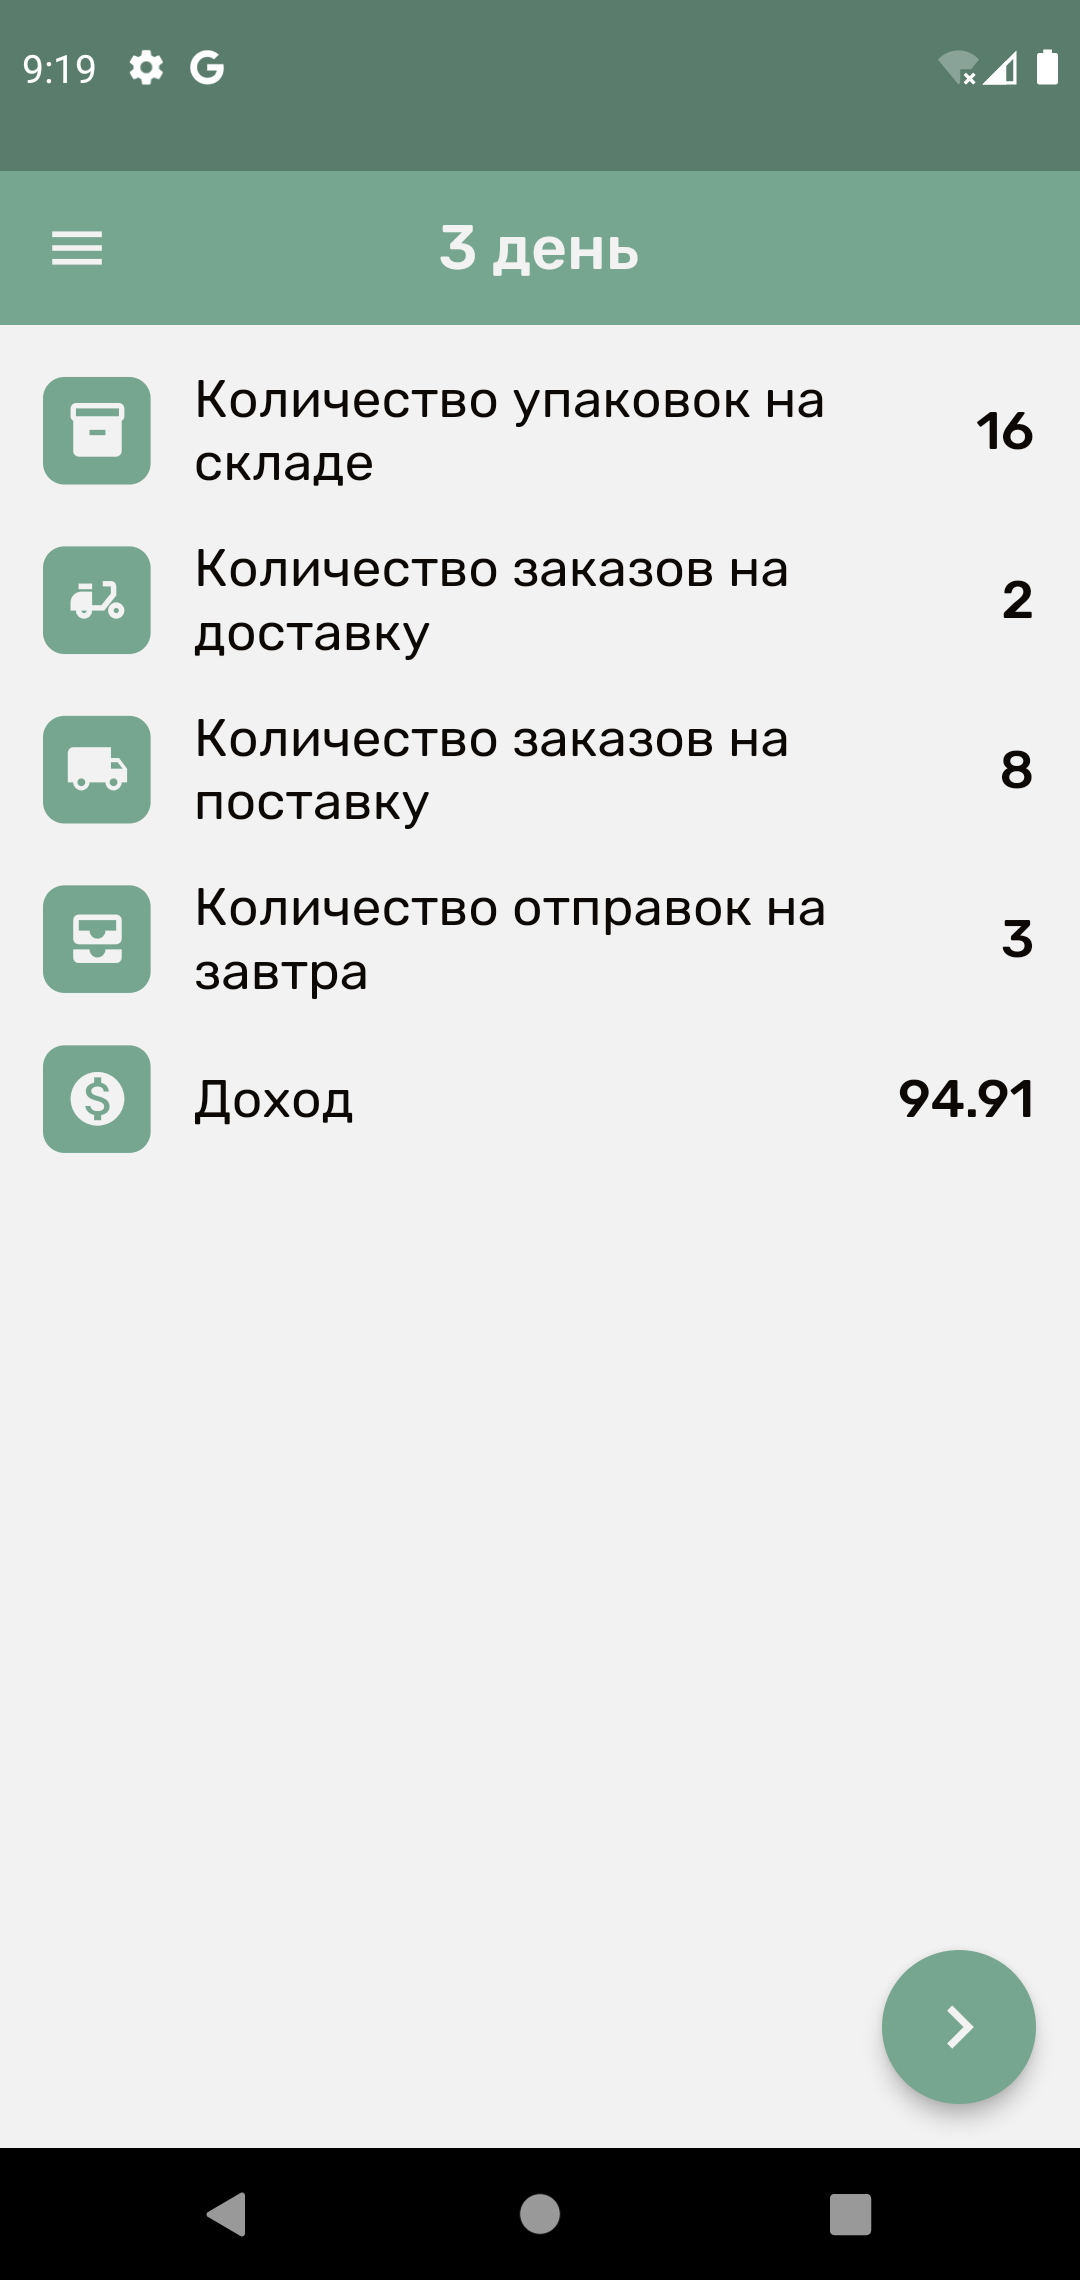 9:19
3 день
Количество упаковок на
складе
16
Количество заказов на
доставку
2
Количество заказов на
поставку
8
Количество отправок на
завтра
3
Доход
94.91